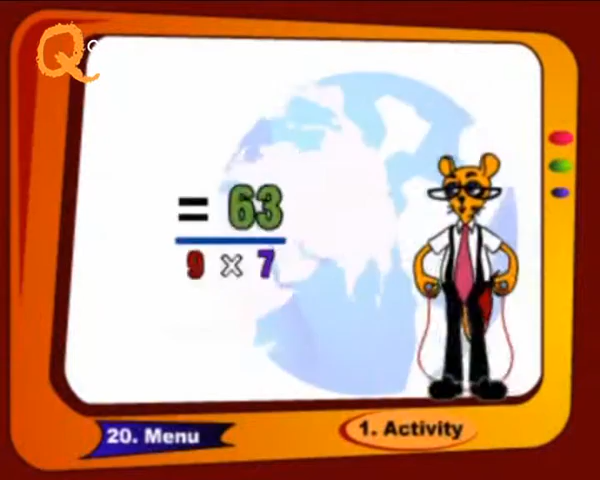 Q
= 63
9 × 7
20. Menu
1. Activity